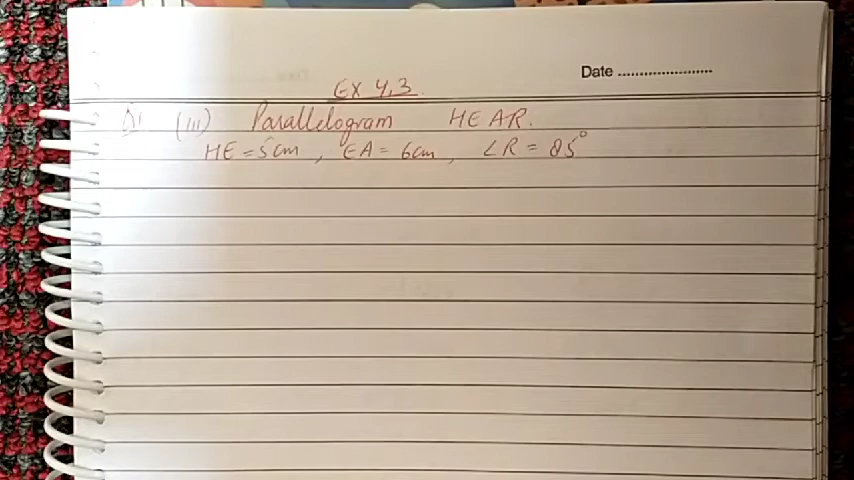 Date ........................
Ex 4.3.
Q1 (iii) Parallelogram HEAR.
HE = 5cm, EA = 6cm, ∠R = 85°